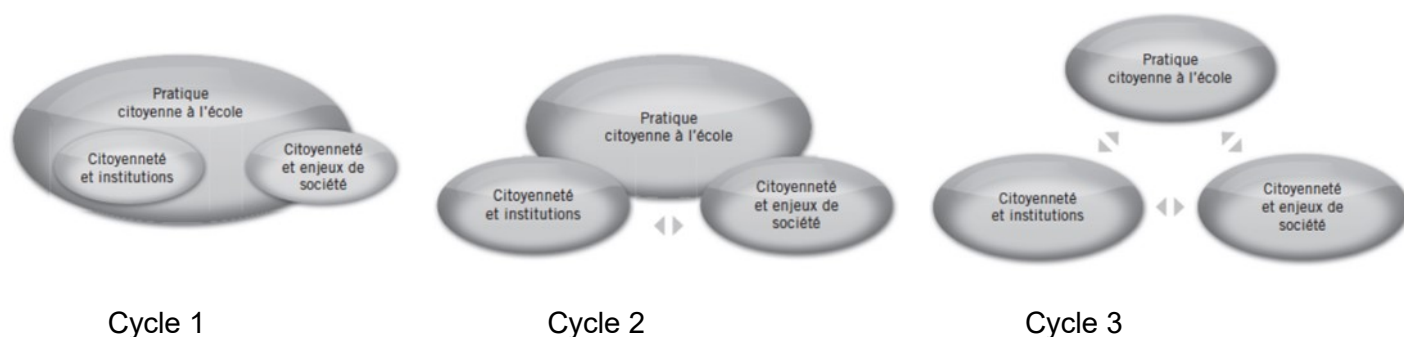 Pratique
citoyenne à l'école
Citoyenneté
et institutions
Citoyenneté
et enjeux de
société
Cycle 1
Pratique
citoyenne à l'école
Citoyenneté
et institutions
Citoyenneté
et enjeux de
société
Cycle 2
Pratique
citoyenne à l'école
Citoyenneté
et institutions
Citoyenneté
et enjeux de
société
Cycle 3